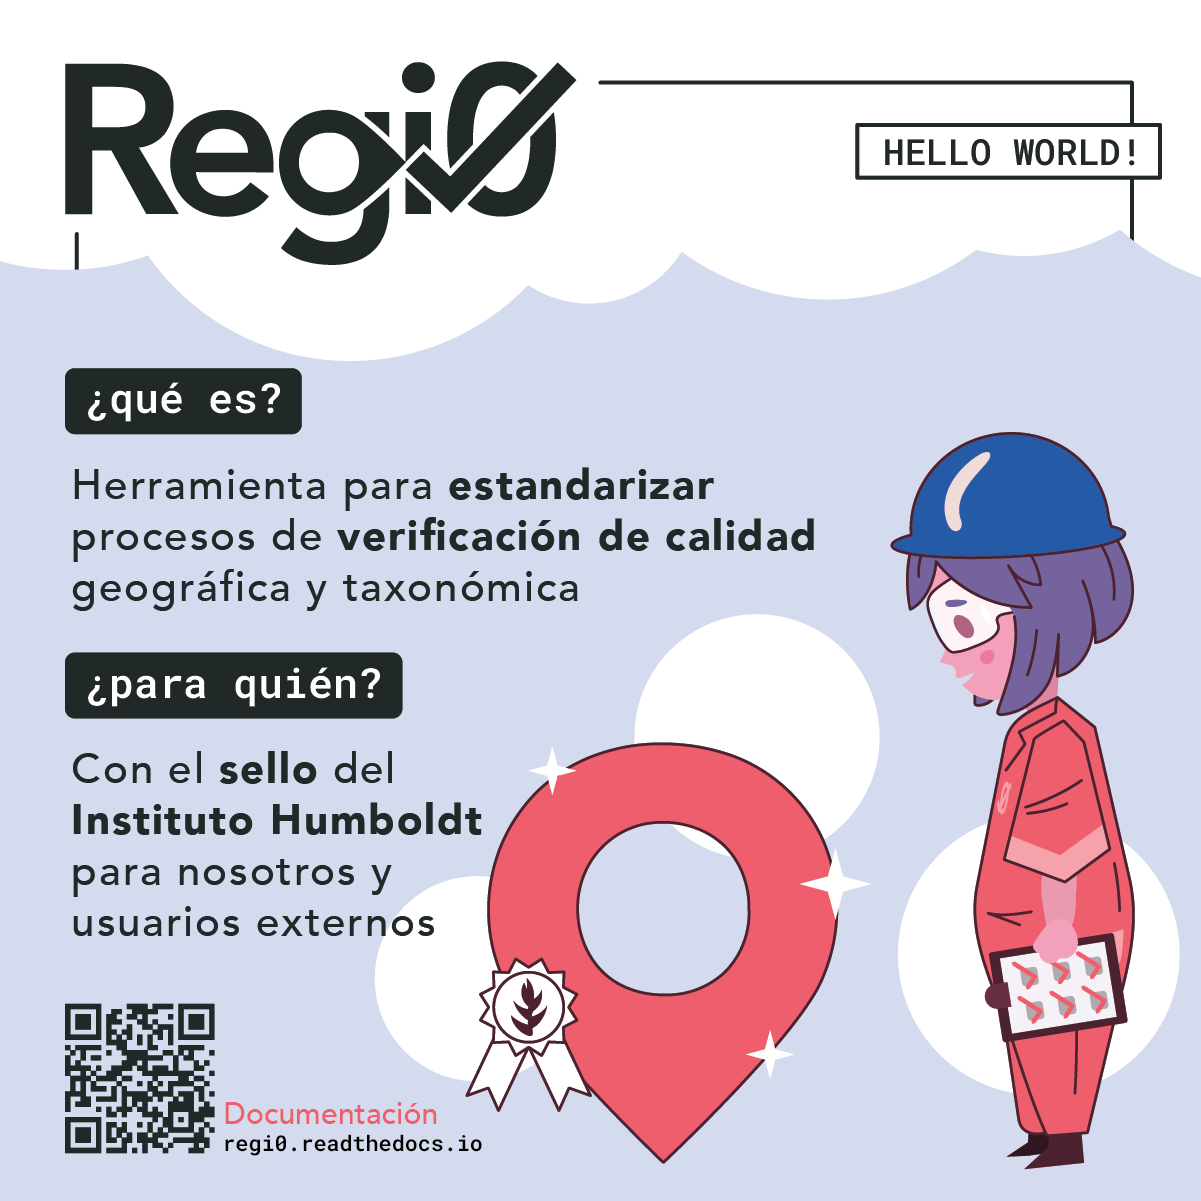 Regi0
HELLO WORLD!
¿qué es?
Herramienta para estandarizar
procesos de verificación de calidad
geográfica y taxonómica
¿para quién?
Con el sello del
Instituto Humboldt
para nosotros y
usuarios externos
Documentación
regi0.readthedocs.io